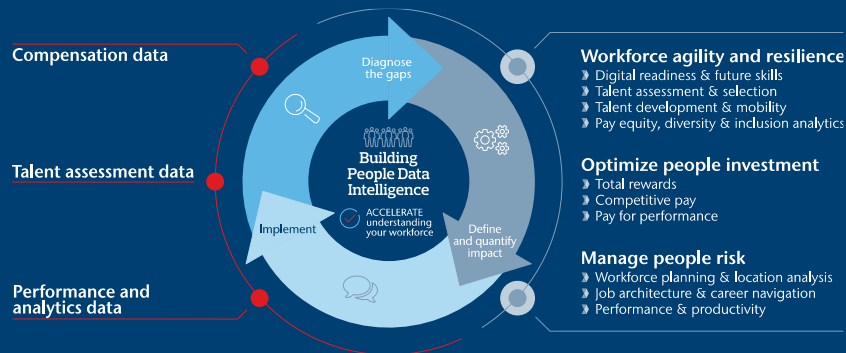 Compensation data
Talent assessment data
Performance and
analytics data
Diagnose
the gaps
Building
People Data
Intelligence
ACCELERATE
understanding
your workforce
Implement
Define
and quantify
impact
Workforce agility and resilience
Digital readiness & future skills
Talent assessment & selection
Talent development & mobility
Pay equity, diversity & inclusion analytics
Optimize people investment
Total rewards
Competitive pay
Pay for performance
Manage people risk
Workforce planning & location analysis
Job architecture & career navigation
Performance & productivity